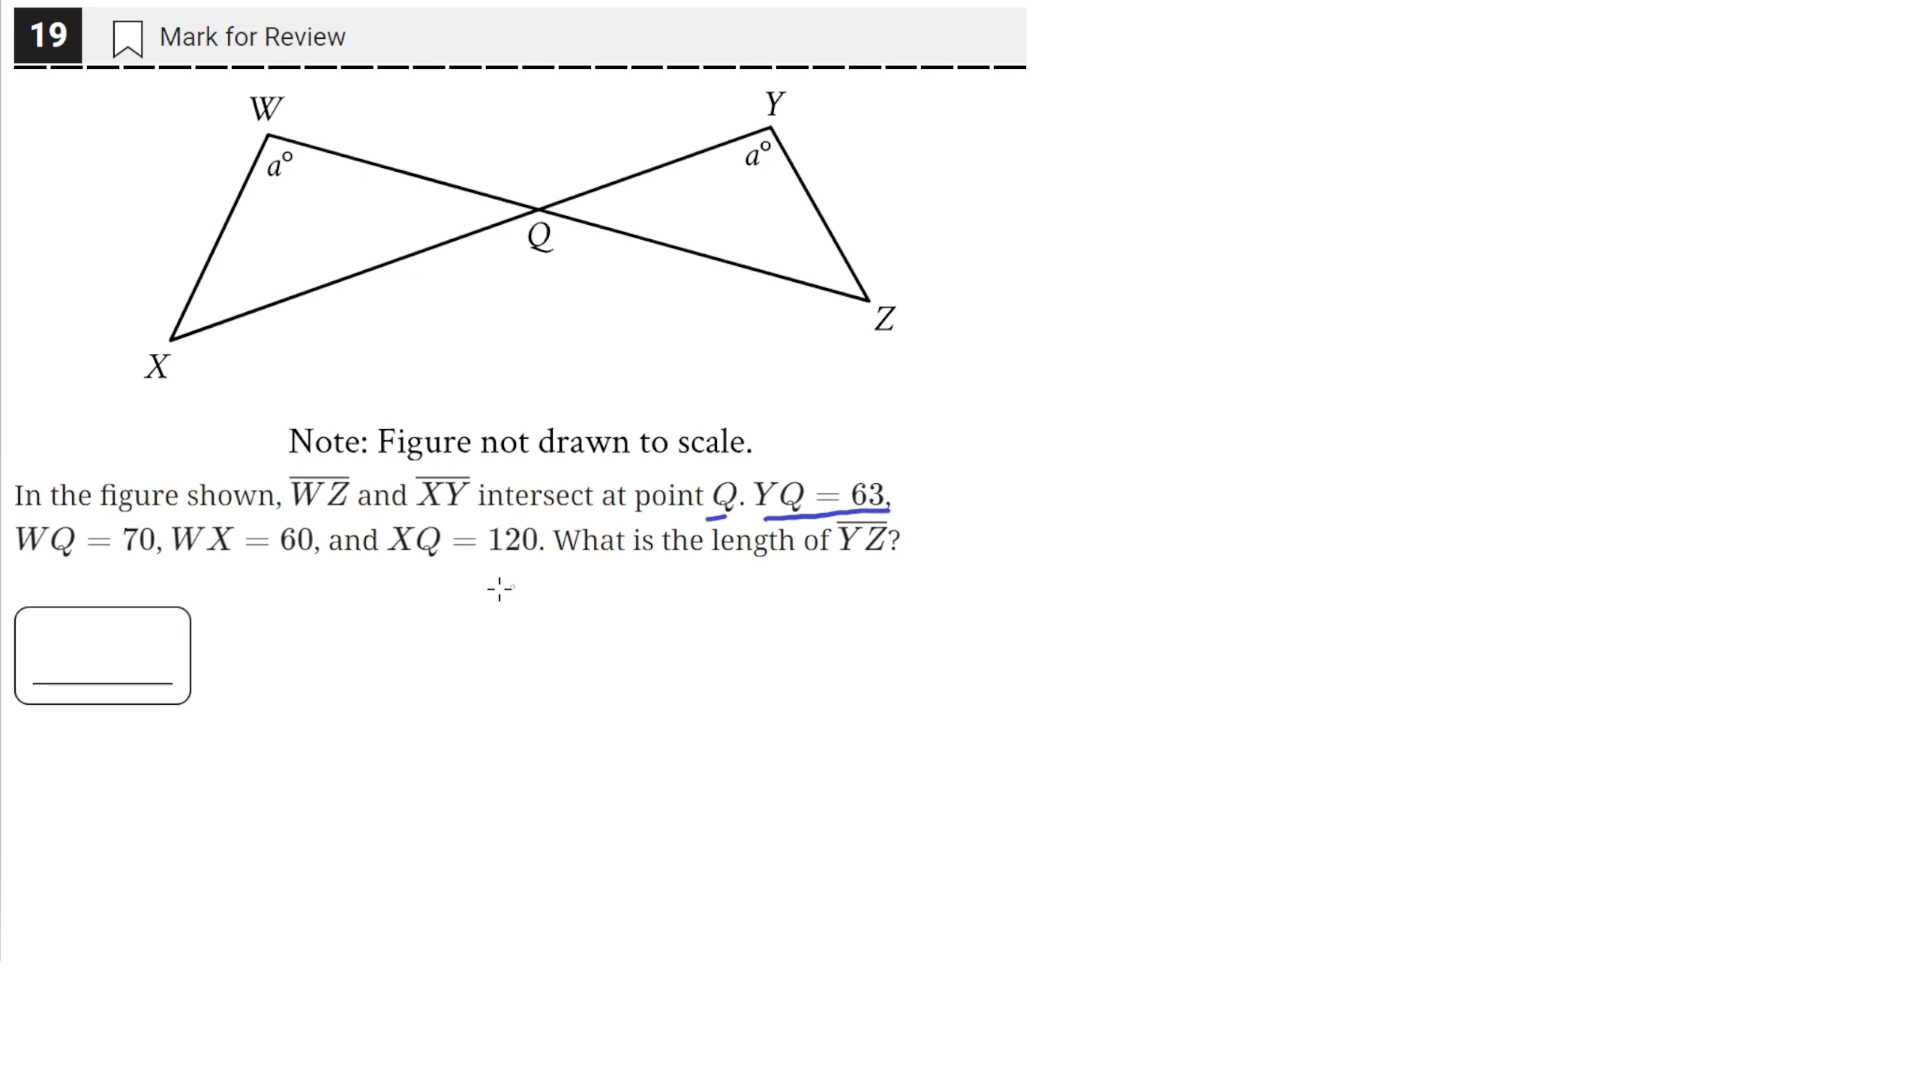 19 Mark for Review
W Y
a° a°
Q
Z
X
Note: Figure not drawn to scale.
In the figure shown, WZ and XY intersect at point Q. YQ = 63,
WQ = 70, WX = 60, and XQ = 120. What is the length of YZ?